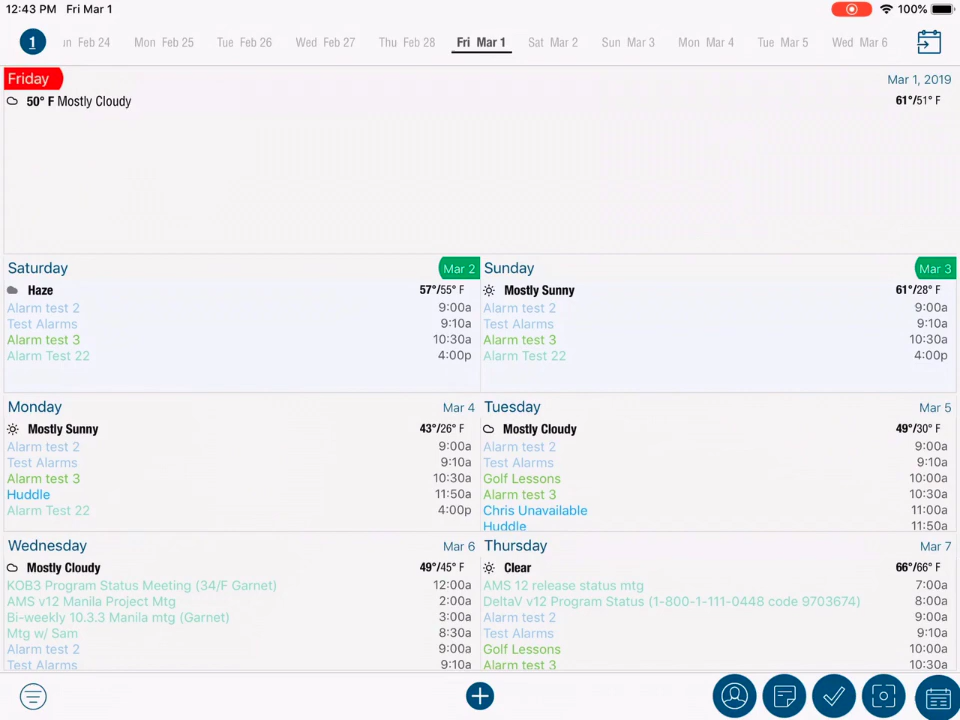 12:43 PM Fri Mar 1 100%
1 un Feb 24 Mon Feb 25 Tue Feb 26 Wed Feb 27 Thu Feb 28 Fri Mar 1 Sat Mar 2 Sun Mar 3 Mon Mar 4 Tue Mar 5 Wed Mar 6
Friday Mar 1, 2019
50° F Mostly Cloudy 61°/51° F
Saturday Mar 2
Haze 57°/55° F
Alarm test 2 9:00a
Test Alarms 9:10a
Alarm test 3 10:30a
Alarm Test 22 4:00p
Sunday Mar 3
Mostly Sunny 61°/28° F
Alarm test 2 9:00a
Test Alarms 9:10a
Alarm test 3 10:30a
Alarm Test 22 4:00p
Monday Mar 4
Mostly Sunny 43°/26° F
Alarm test 2 9:00a
Test Alarms 9:10a
Alarm test 3 10:30a
Huddle 11:50a
Alarm Test 22 4:00p
Tuesday Mar 5
Mostly Cloudy 49°/30° F
Alarm test 2 9:00a
Test Alarms 9:10a
Golf Lessons 10:00a
Alarm test 3 10:30a
Chris Unavailable 11:00a
Huddle 11:50a
Wednesday Mar 6
Mostly Cloudy 49°/45° F
KOB3 Program Status Meeting (34/F Garnet) 12:00a
AMS v12 Manila Project Mtg 2:00a
Bi-weekly 10.3.3 Manila mtg (Garnet) 3:00a
Mtg w/ Sam 8:30a
Alarm test 2 9:00a
Test Alarms 9:10a
Thursday Mar 7
Clear 66°/66° F
AMS 12 release status mtg 7:00a
DeltaV v12 Program Status (1-800-1-111-0448 code 9703674) 8:00a
Alarm test 2 9:00a
Test Alarms 9:10a
Golf Lessons 10:00a
Alarm test 3 10:30a